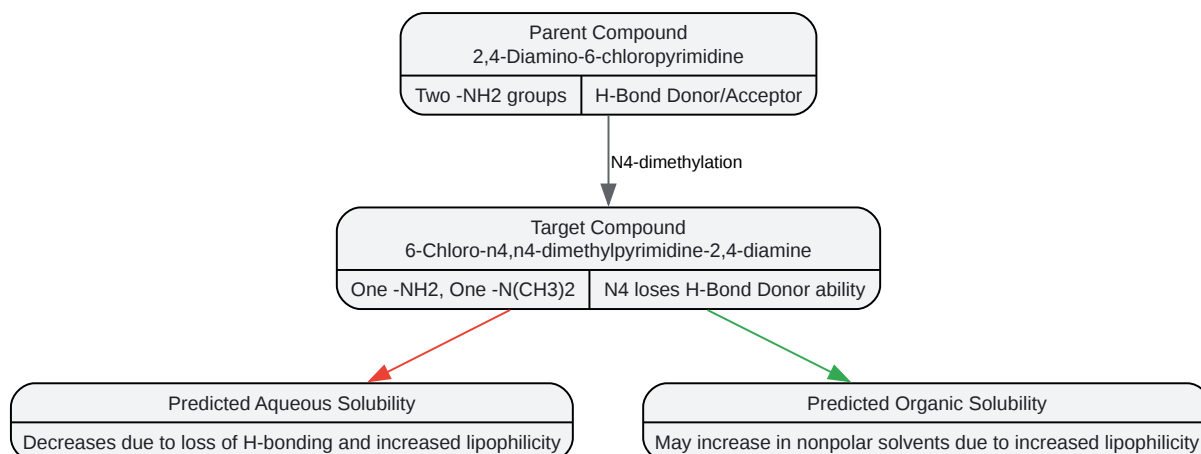 Parent Compound
2,4-Diamino-6-chloropyrimidine
Two -NH2 groups
H-Bond Donor/Acceptor
N4-dimethylation
Target Compound
6-Chloro-n4,n4-dimethylpyrimidine-2,4-diamine
One -NH2, One -N(CH3)2
N4 loses H-Bond Donor ability
Predicted Aqueous Solubility
Decreases due to loss of H-bonding and increased lipophilicity
Predicted Organic Solubility
May increase in nonpolar solvents due to increased lipophilicity